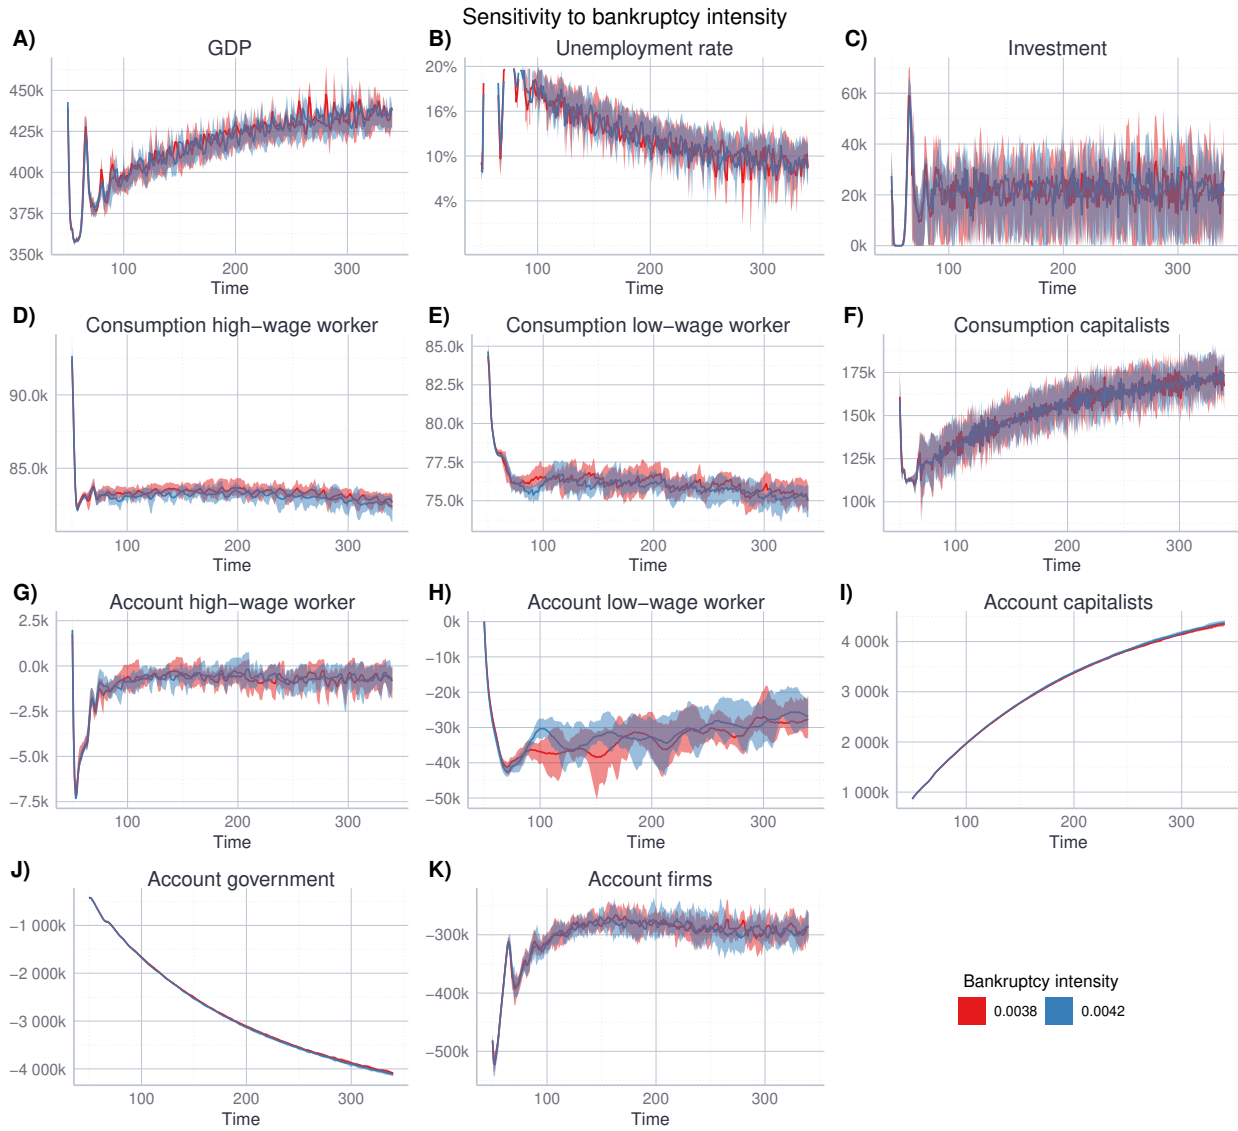 Sensitivity to bankruptcy intensity
A)
GDP
450k
425k
400k
375k
350k
100
200
300
Time
B)
Unemployment rate
20%
16%
10%
4%
100
200
300
Time
C)
Investment
60k
40k
20k
0k
100
200
300
Time
D)
Consumption high−wage worker
90.0k
85.0k
100
200
300
Time
E)
Consumption low−wage worker
85.0k
82.5k
80.0k
77.5k
75.0k
100
200
300
Time
F)
Consumption capitalists
175k
150k
125k
100k
100
200
300
Time
G)
Account high−wage worker
2.5k
0.0k
−2.5k
−5.0k
−7.5k
100
200
300
Time
H)
Account low−wage worker
0k
−10k
−20k
−30k
−40k
−50k
100
200
300
Time
I)
Account capitalists
4 000k
3 000k
2 000k
1 000k
100
200
300
Time
J)
Account government
−1 000k
−2 000k
−3 000k
−4 000k
100
200
300
Time
K)
Account firms
−300k
−400k
−500k
100
200
300
Time
Bankruptcy intensity
0.0038
0.0042